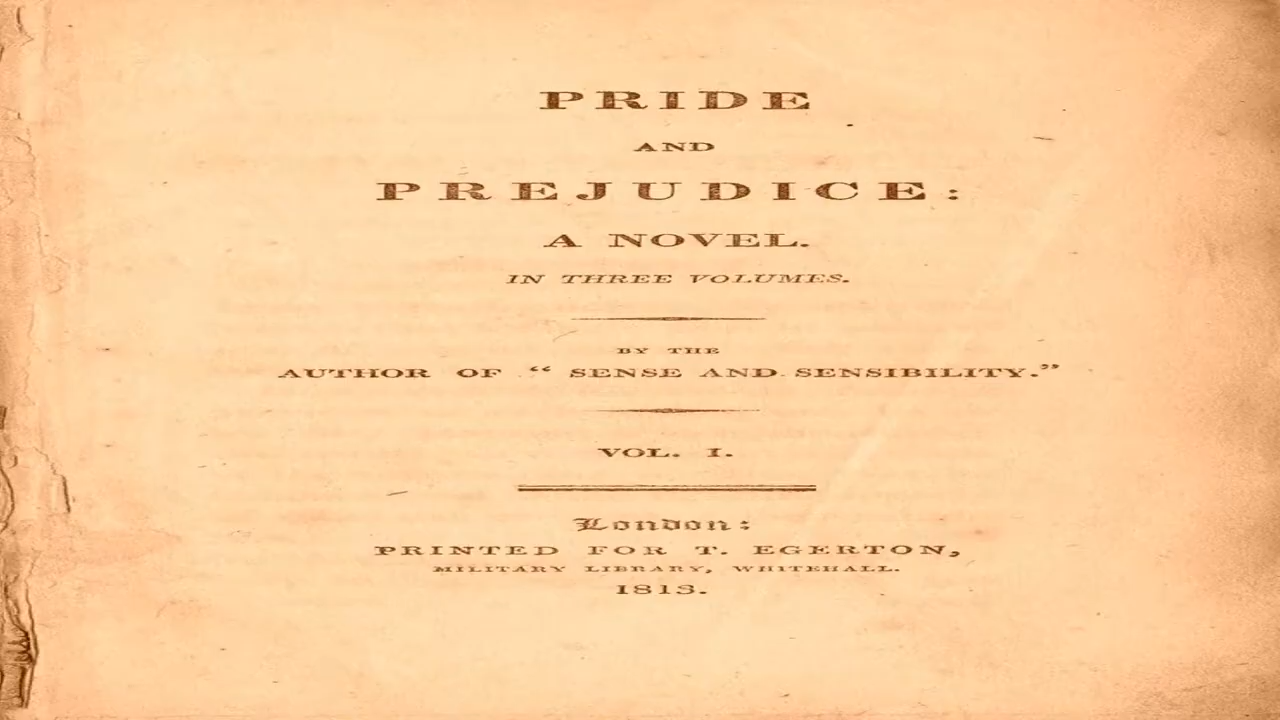 PRIDE
AND
PREJUDICE:
A NOVEL.
IN THREE VOLUMES.
BY THE
AUTHOR OF “ SENSE AND SENSIBILITY.”
VOL. I.
London:
PRINTED FOR T. EGERTON,
MILITARY LIBRARY, WHITEHALL.
1813.